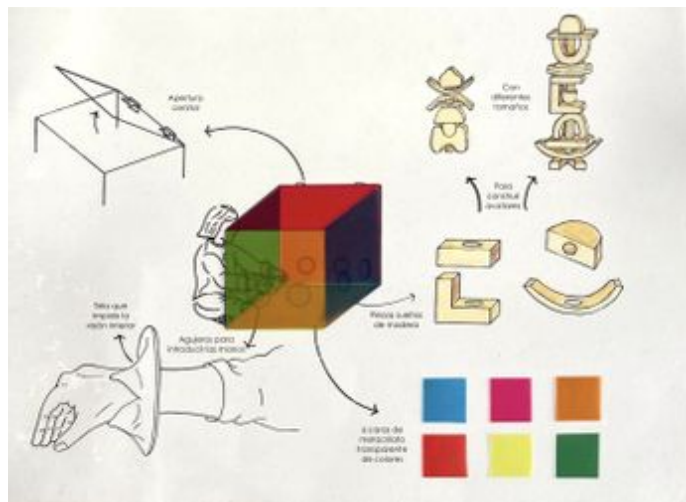 Apertura
cenital
Con
diferentes
tamaños
Para
construir
avatares
Tela que
impida la
visión interior
Agujeros para
introducir las manos
Piezas sueltas
de madera
6 caras de
metacrilato
transparente
de colores